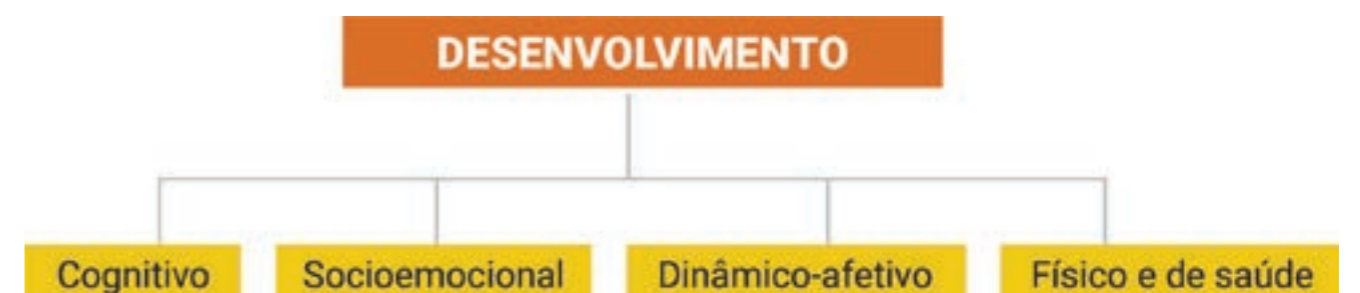 DESENVOLVIMENTO
Cognitivo
Socioemocional
Dinâmico-afetivo
Físico e de saúde